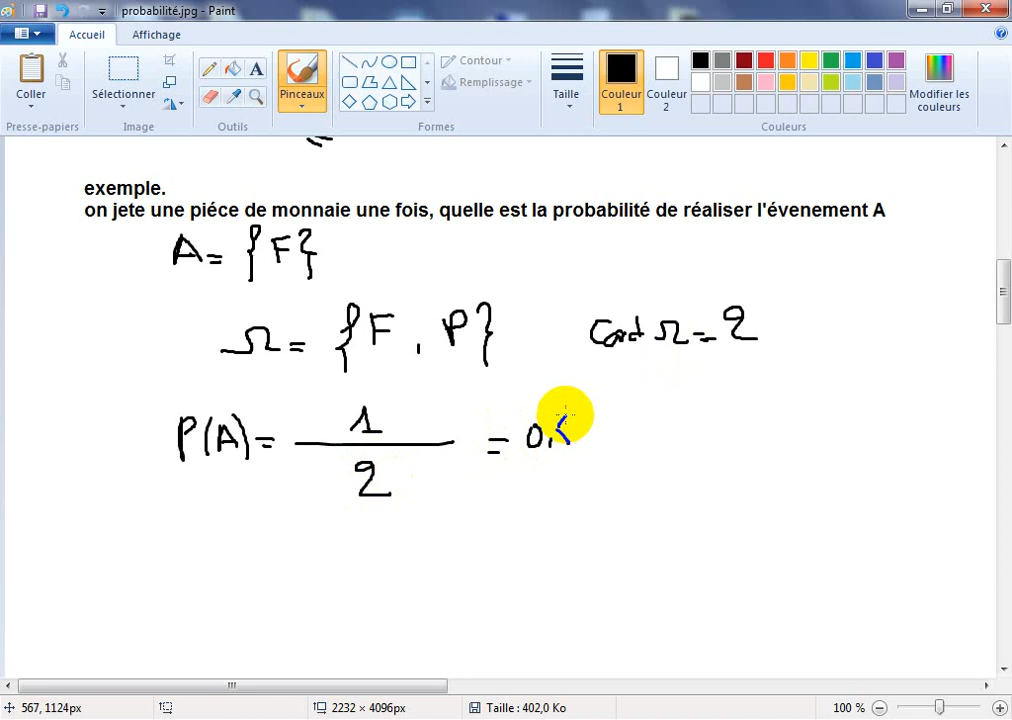 probabilité.jpg - Paint
Accueil Affichage
Coller
Sélectionner
A
Pinceaux
Contour
Remplissage
Taille
Couleur 1
Couleur 2
Modifier les couleurs
Presse-papiers Image Outils Formes Couleurs
exemple.
on jete une piéce de monnaie une fois, quelle est la probabilité de réaliser l'évenement A
A = {F}
Ω = {F , P} Card Ω = 2
P(A) = 1/2 = 0,
567, 1124px 2232 × 4096px Taille : 402,0 Ko 100 %